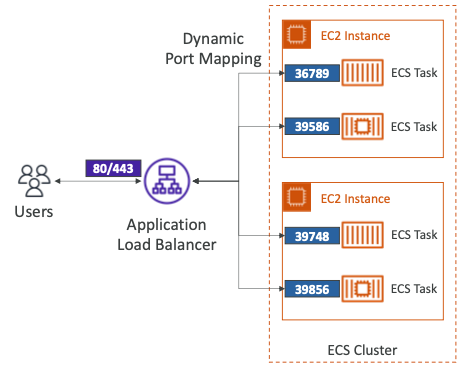 Dynamic
Port Mapping
EC2 Instance
36789
ECS Task
39586
ECS Task
80/443
Users
Application
Load Balancer
EC2 Instance
39748
ECS Task
39856
ECS Task
ECS Cluster